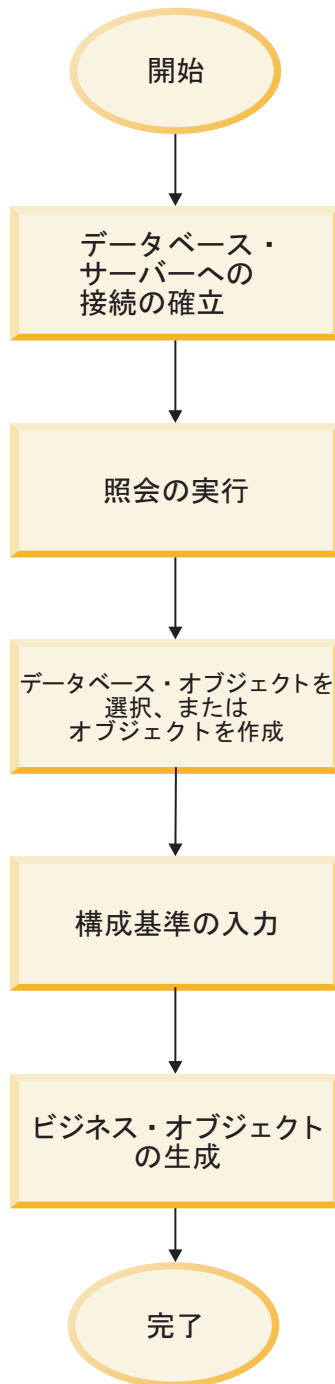 開始
データベース・
サーバーへの
接続の確立
照会の実行
データベース・オブジェクトを
選択、または
オブジェクトを作成
構成基準の入力
ビジネス・オブジェクト
の生成
完了